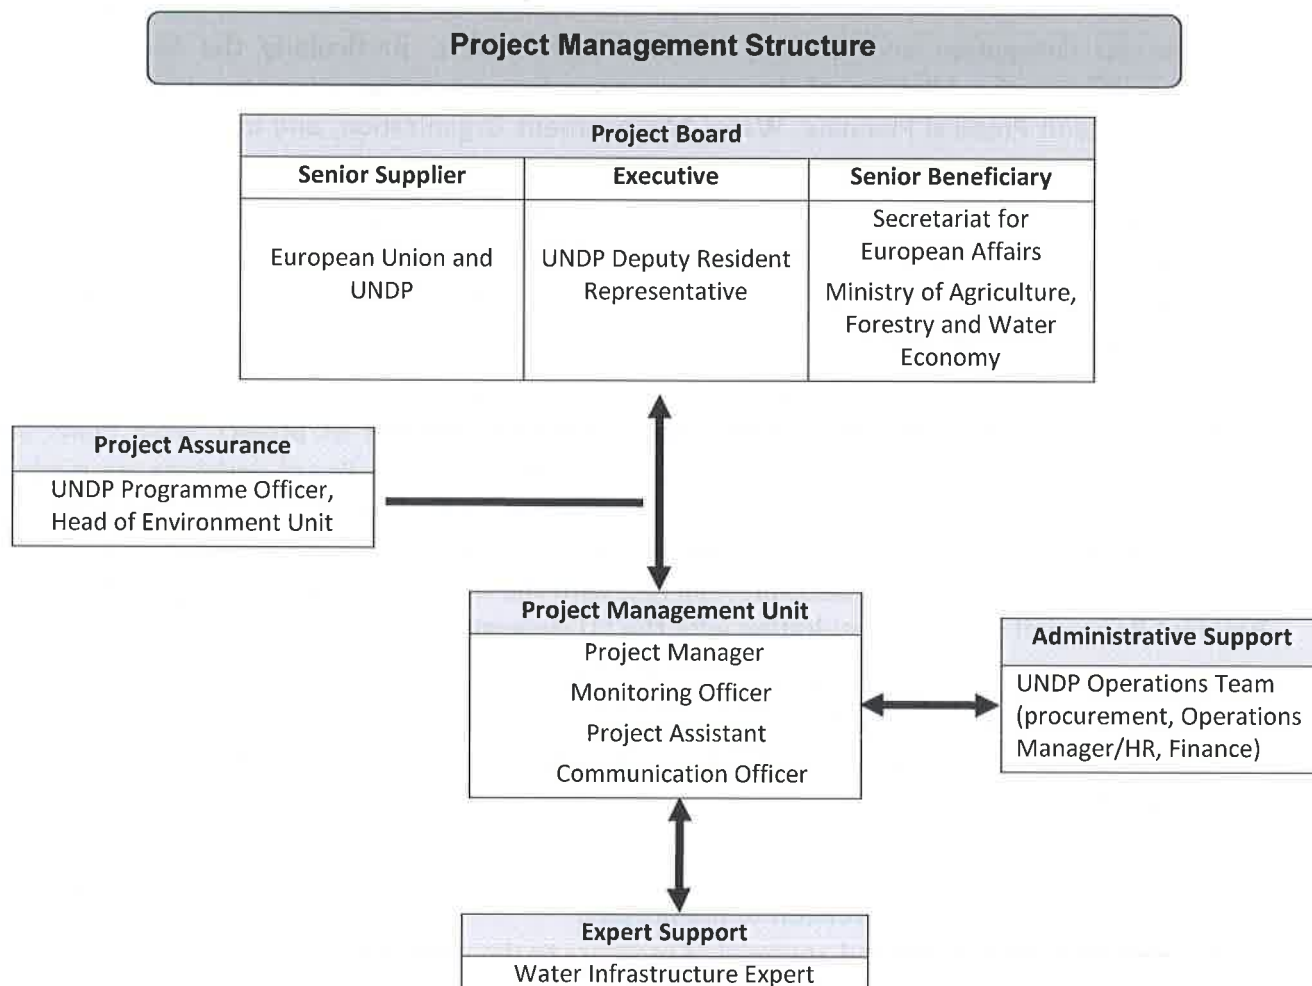 Project Management Structure
Project Board
Senior Supplier
Executive
Senior Beneficiary
European Union and
UNDP
UNDP Deputy Resident
Representative
Secretariat for
European Affairs
Ministry of Agriculture,
Forestry and Water
Economy
Project Assurance
UNDP Programme Officer,
Head of Environment Unit
Project Management Unit
Project Manager
Monitoring Officer
Project Assistant
Communication Officer
Administrative Support
UNDP Operations Team
(procurement, Operations
Manager/HR, Finance)
Expert Support
Water Infrastructure Expert